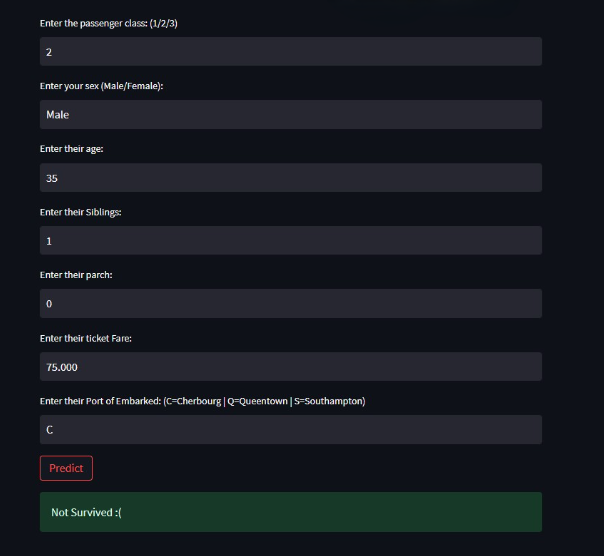 Enter the passenger class: (1/2/3)
2
Enter your sex (Male/Female):
Male
Enter their age:
35
Enter their Siblings:
1
Enter their parch:
0
Enter their ticket Fare:
75.000
Enter their Port of Embarked: (C=Cherbourg | Q=Queentown | S=Southampton)
C
Predict
Not Survived :(